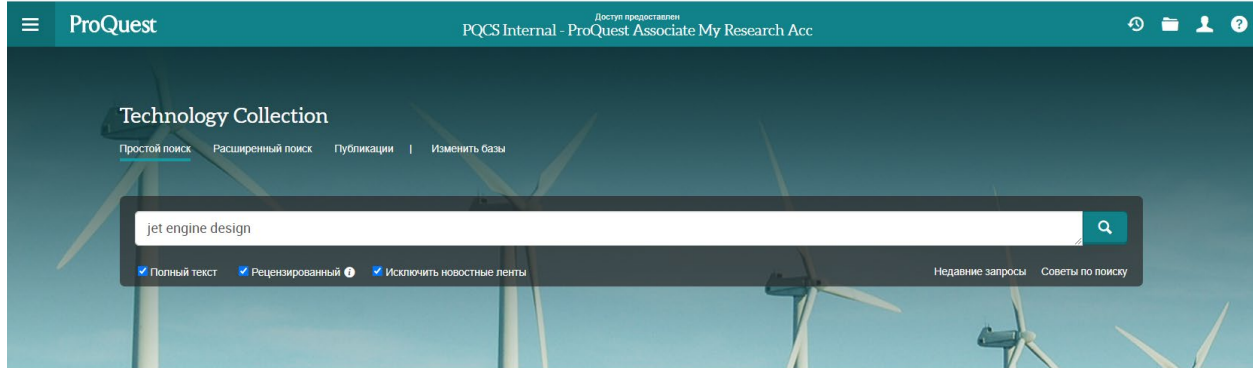 ProQuest
Доступ предоставлен
PQCS Internal - ProQuest Associate My Research Acc
Technology Collection
Простой поиск Расширенный поиск Публикации | Изменить базы
jet engine design
Полный текст Рецензированный Исключить новостные ленты Недавние запросы Советы по поиску